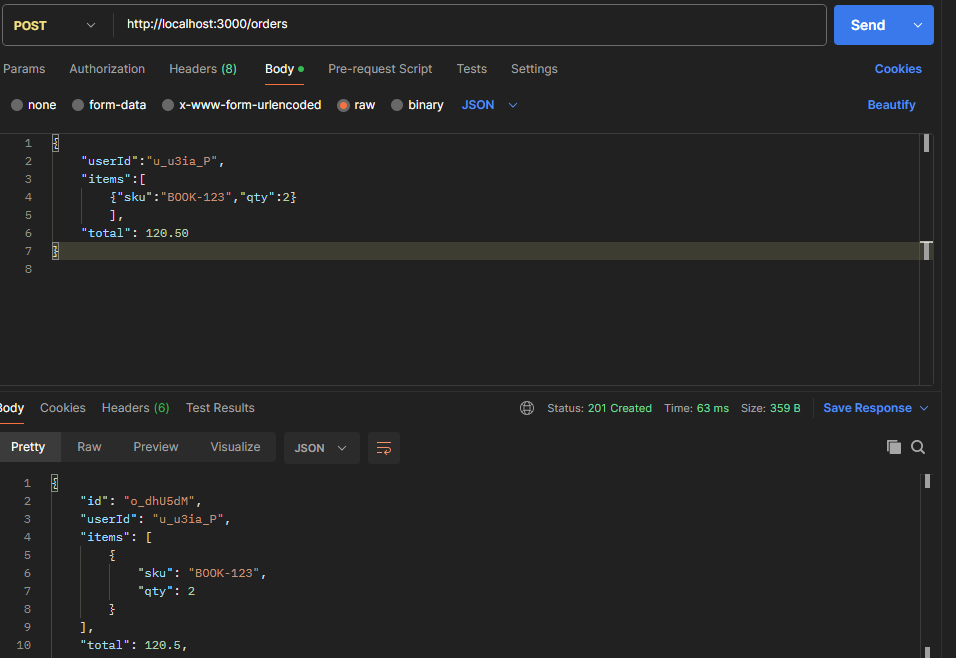 POST http://localhost:3000/orders Send
Params Authorization Headers (8) Body Pre-request Script Tests Settings Cookies
none form-data x-www-form-urlencoded raw binary JSON Beautify
1 {
2 "userId":"u_u3ia_P",
3 "items":[
4 {"sku":"BOOK-123","qty":2}
5 ],
6 "total": 120.50
7 }
8
Body Cookies Headers (6) Test Results Status: 201 Created Time: 63 ms Size: 359 B Save Response
Pretty Raw Preview Visualize JSON
1 {
2 "id": "o_dhU5dM",
3 "userId": "u_u3ia_P",
4 "items": [
5 {
6 "sku": "BOOK-123",
7 "qty": 2
8 }
9 ],
10 "total": 120.5,